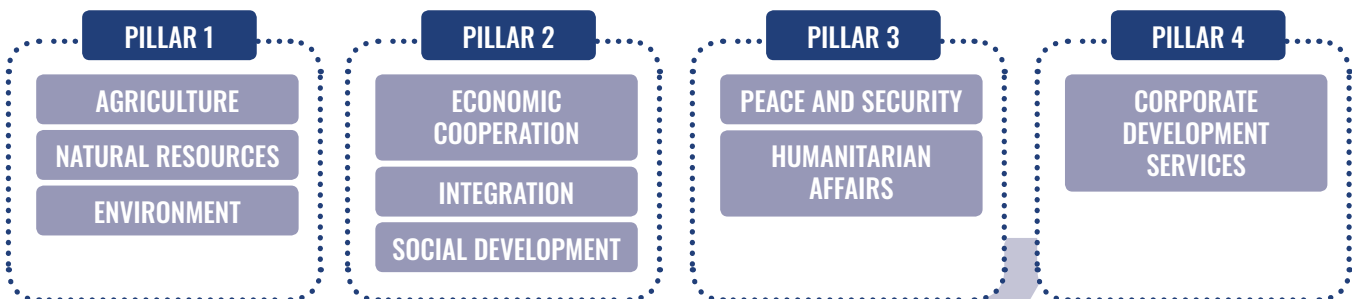 PILLAR 1
AGRICULTURE
NATURAL RESOURCES
ENVIRONMENT
PILLAR 2
ECONOMIC
COOPERATION
INTEGRATION
SOCIAL DEVELOPMENT
PILLAR 3
PEACE AND SECURITY
HUMANITARIAN
AFFAIRS
PILLAR 4
CORPORATE
DEVELOPMENT
SERVICES